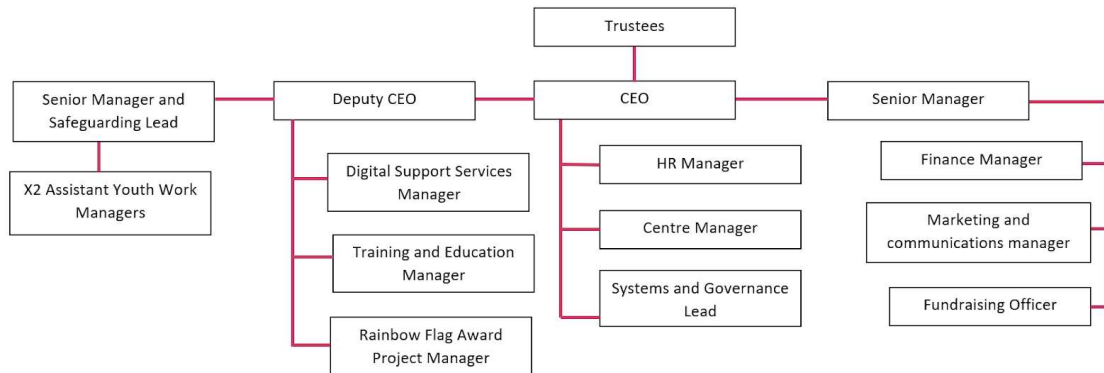 Trustees
Senior Manager and
Safeguarding Lead
Deputy CEO
CEO
Senior Manager
X2 Assistant Youth Work
Managers
Digital Support Services
Manager
Training and Education
Manager
Rainbow Flag Award
Project Manager
HR Manager
Centre Manager
Systems and Governance
Lead
Finance Manager
Marketing and
communications manager
Fundraising Officer